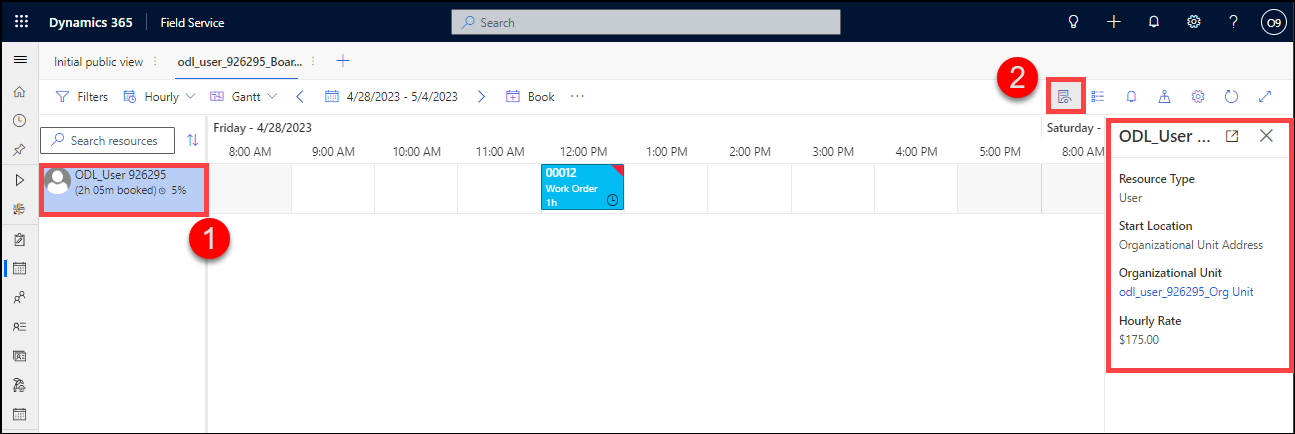 Dynamics 365 Field Service Search ? O9
Initial public view odl_user_926295_Boar...
2
Filters Hourly Gantt 4/28/2023 - 5/4/2023 Book ...
Search resources
Friday - 4/28/2023 Saturday -
8:00 AM 9:00 AM 10:00 AM 11:00 AM 12:00 PM 1:00 PM 2:00 PM 3:00 PM 4:00 PM 5:00 PM 8:00 AM
ODL_User 926295
(2h 05m booked) 5%
1
00012
Work Order
1h
ODL_User ...
Resource Type
User
Start Location
Organizational Unit Address
Organizational Unit
odl_user_926295_Org Unit
Hourly Rate
$175.00